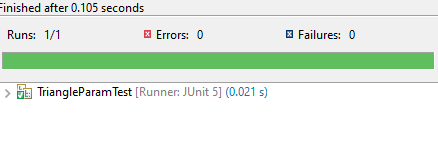 Finished after 0.105 seconds
Runs: 1/1 Errors: 0 Failures: 0
TriangleParamTest [Runner: JUnit 5] (0.021 s)